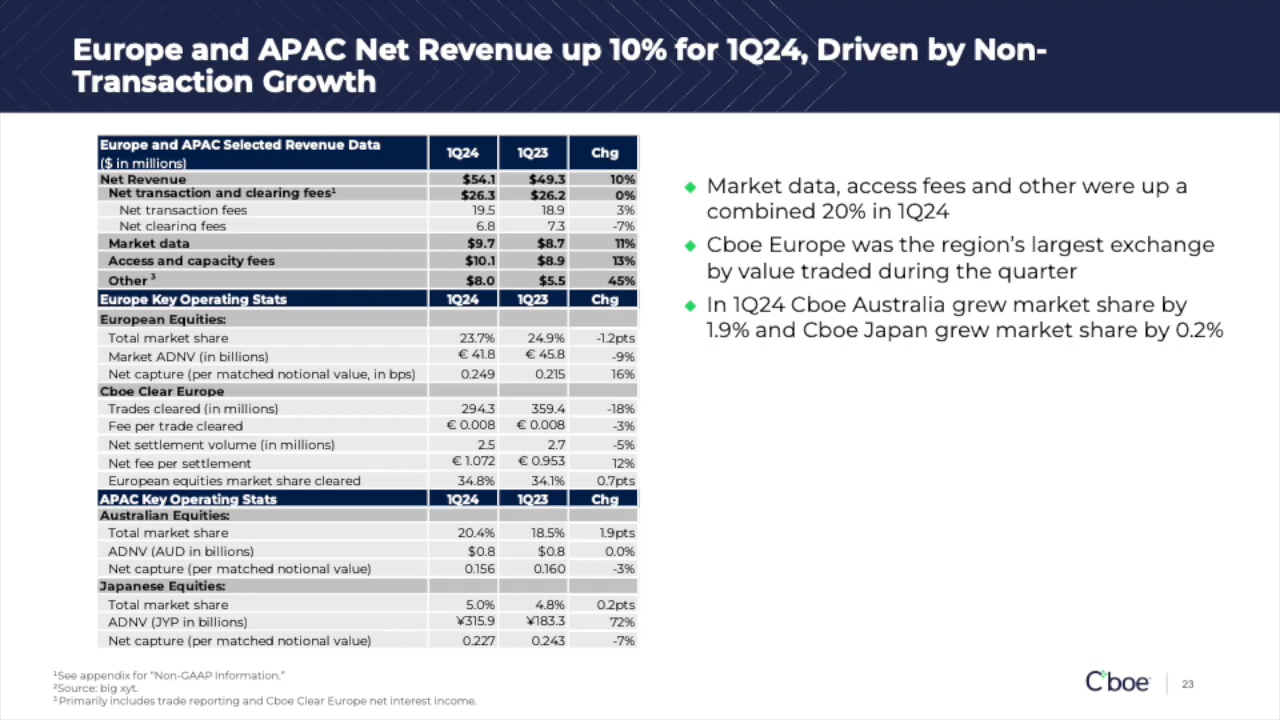 Europe and APAC Net Revenue up 10% for 1Q24, Driven by Non-
Transaction Growth
Europe and APAC Selected Revenue Data
($ in millions) 1Q24 1Q23 Chg
Net Revenue $54.1 $49.3 10%
Net transaction and clearing fees¹ $26.3 $26.2 0%
Net transaction fees 19.5 18.9 3%
Net clearing fees 6.8 7.3 -7%
Market data $9.7 $8.7 11%
Access and capacity fees $10.1 $8.9 13%
Other ³ $8.0 $5.5 45%
Europe Key Operating Stats 1Q24 1Q23 Chg
European Equities:
Total market share 23.7% 24.9% -1.2pts
Market ADNV (in billions) € 41.8 € 45.8 -9%
Net capture (per matched notional value, in bps) 0.249 0.215 16%
Cboe Clear Europe
Trades cleared (in millions) 294.3 359.4 -18%
Fee per trade cleared € 0.008 € 0.008 -3%
Net settlement volume (in millions) 2.5 2.7 -5%
Net fee per settlement € 1.072 € 0.953 12%
European equities market share cleared 34.8% 34.1% 0.7pts
APAC Key Operating Stats 1Q24 1Q23 Chg
Australian Equities:
Total market share 20.4% 18.5% 1.9pts
ADNV (AUD in billions) $0.8 $0.8 0.0%
Net capture (per matched notional value) 0.156 0.160 -3%
Japanese Equities:
Total market share 5.0% 4.8% 0.2pts
ADNV (JYP in billions) ¥315.9 ¥183.3 72%
Net capture (per matched notional value) 0.227 0.243 -7%
Market data, access fees and other were up a
combined 20% in 1Q24
Cboe Europe was the region's largest exchange
by value traded during the quarter
In 1Q24 Cboe Australia grew market share by
1.9% and Cboe Japan grew market share by 0.2%
¹See appendix for "Non-GAAP Information."
²Source: big xyt.
³Primarily includes trade reporting and Cboe Clear Europe net interest income.
Cboe 23